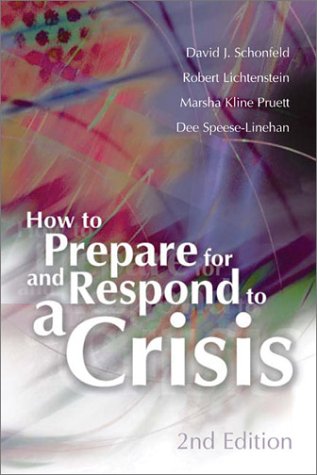 David J. Schonfeld
Robert Lichtenstein
Marsha Kline Pruett
Dee Speese-Linehan
How to
Prepare for
and Respond to
a Crisis
2nd Edition